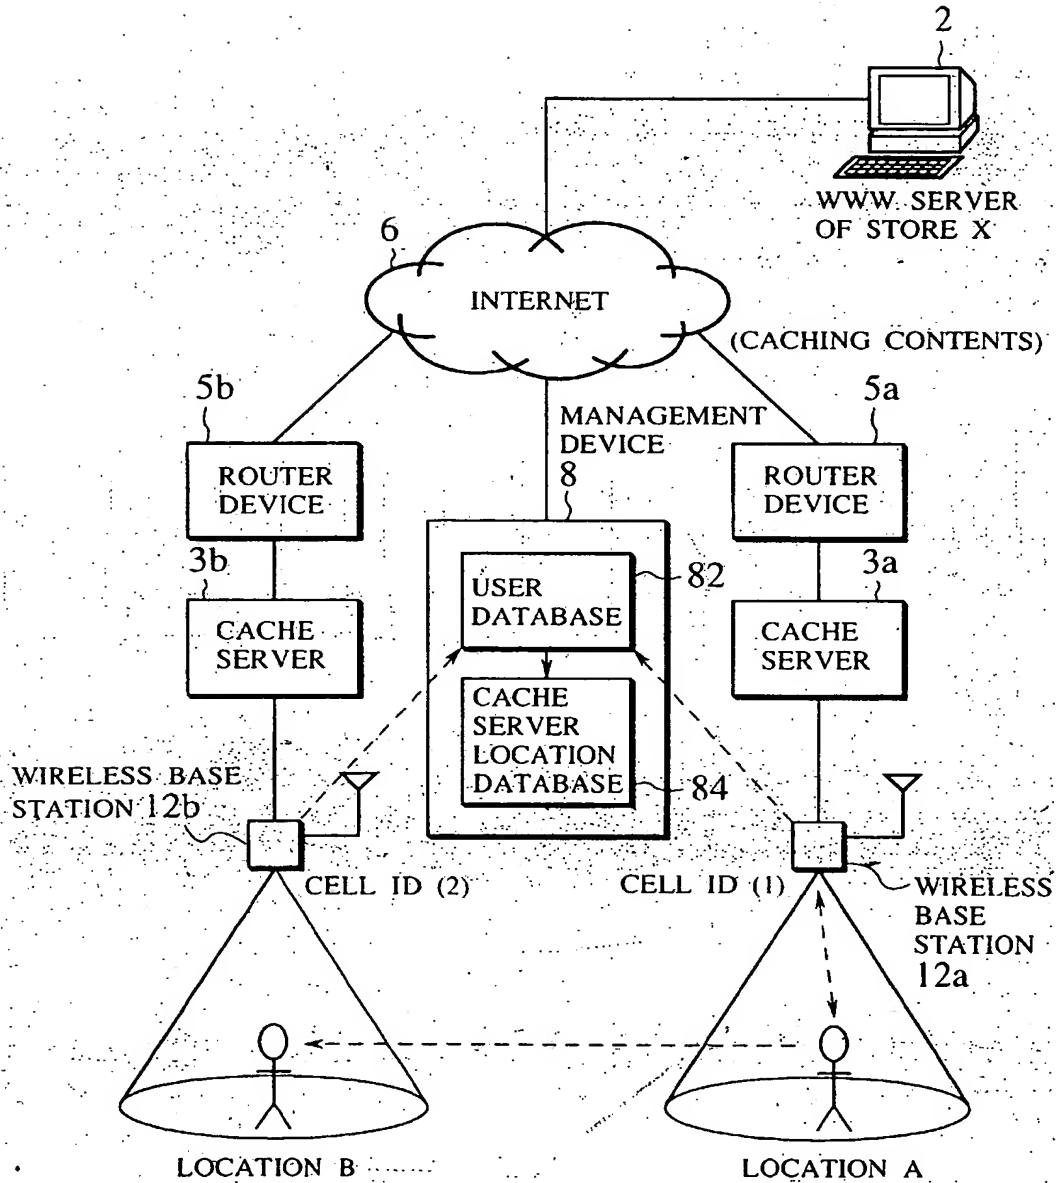 2
WWW SERVER
OF STORE X
6
INTERNET
(CACHING CONTENTS)
5b
MANAGEMENT
DEVICE
8
5a
ROUTER
DEVICE
ROUTER
DEVICE
3b
82
3a
USER
DATABASE
CACHE
SERVER
CACHE
SERVER
CACHE
SERVER
LOCATION
DATABASE
84
WIRELESS BASE
STATION 12b
CELL ID (2)
CELL ID (1)
WIRELESS
BASE
STATION
12a
LOCATION B
LOCATION A